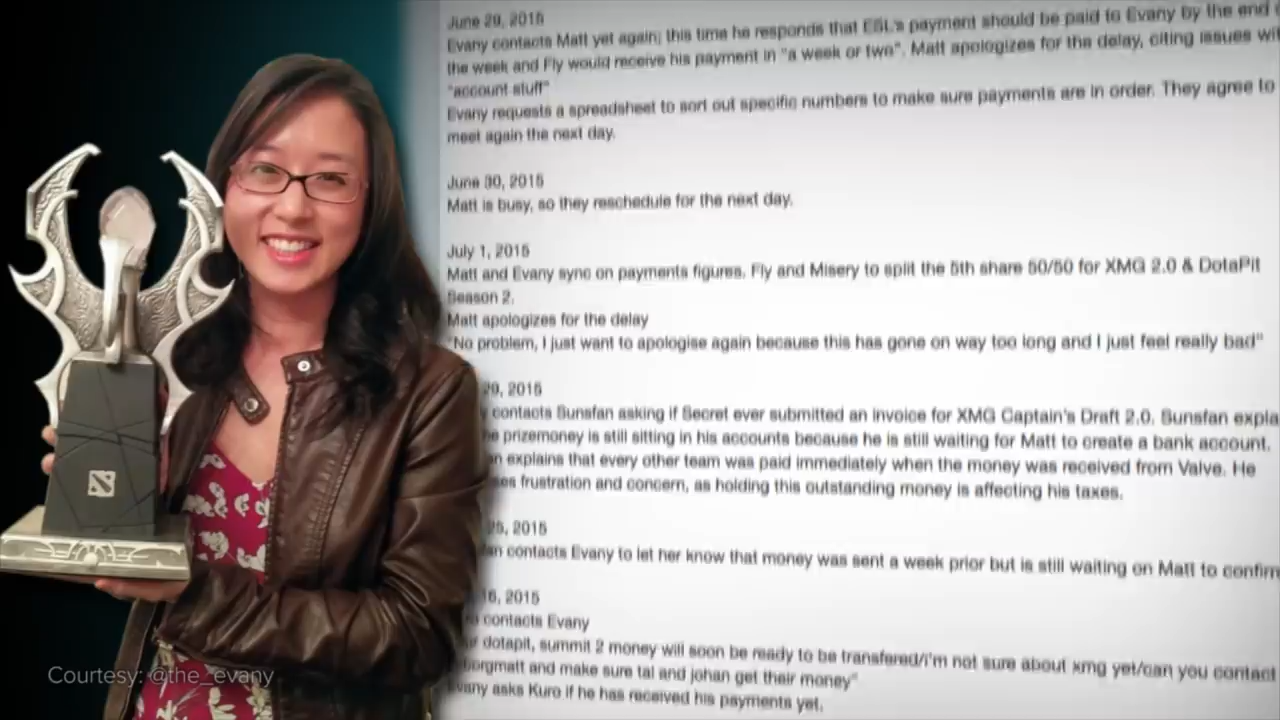 June 29, 2015
Evany contacts Matt yet again; this time he responds that ESL's payment should be paid to Evany by the end
the week and Fly would receive his payment in "a week or two". Matt apologizes for the delay, citing issues
"account stuff"
Evany requests a spreadsheet to sort out specific numbers to make sure payments are in order. They agree to
meet again the next day.
June 30, 2015
Matt is busy, so they reschedule for the next day.
July 1, 2015
Matt and Evany sync on payments figures. Fly and Misery to split the 5th share 50/50 for XMG 2.0 & DotaPit
Season 2.
Matt apologizes for the delay
"No problem, I just want to apologise again because this has gone on way too long and I just feel really bad"
29, 2015
contacts Sunsfan asking if Secret ever submitted an invoice for XMG Captain's Draft 2.0. Sunsfan
prizemoney is still sitting in his accounts because he is still waiting for Matt to create a bank account.
explains that every other team was paid immediately when the money was received from Valve. He
frustration and concern, as holding this outstanding money is affecting his taxes.
25, 2015
contacts Evany to let her know that money was sent a week prior but is still waiting on Matt to
2015
contacts Evany
dotapit, summit 2 money will soon be ready to be transfered/i'm not sure about xmg yet/can you contact
and make sure tal and johan get their money"
Evany asks Kuro if he has received his payments yet.
Courtesy: @the_evany